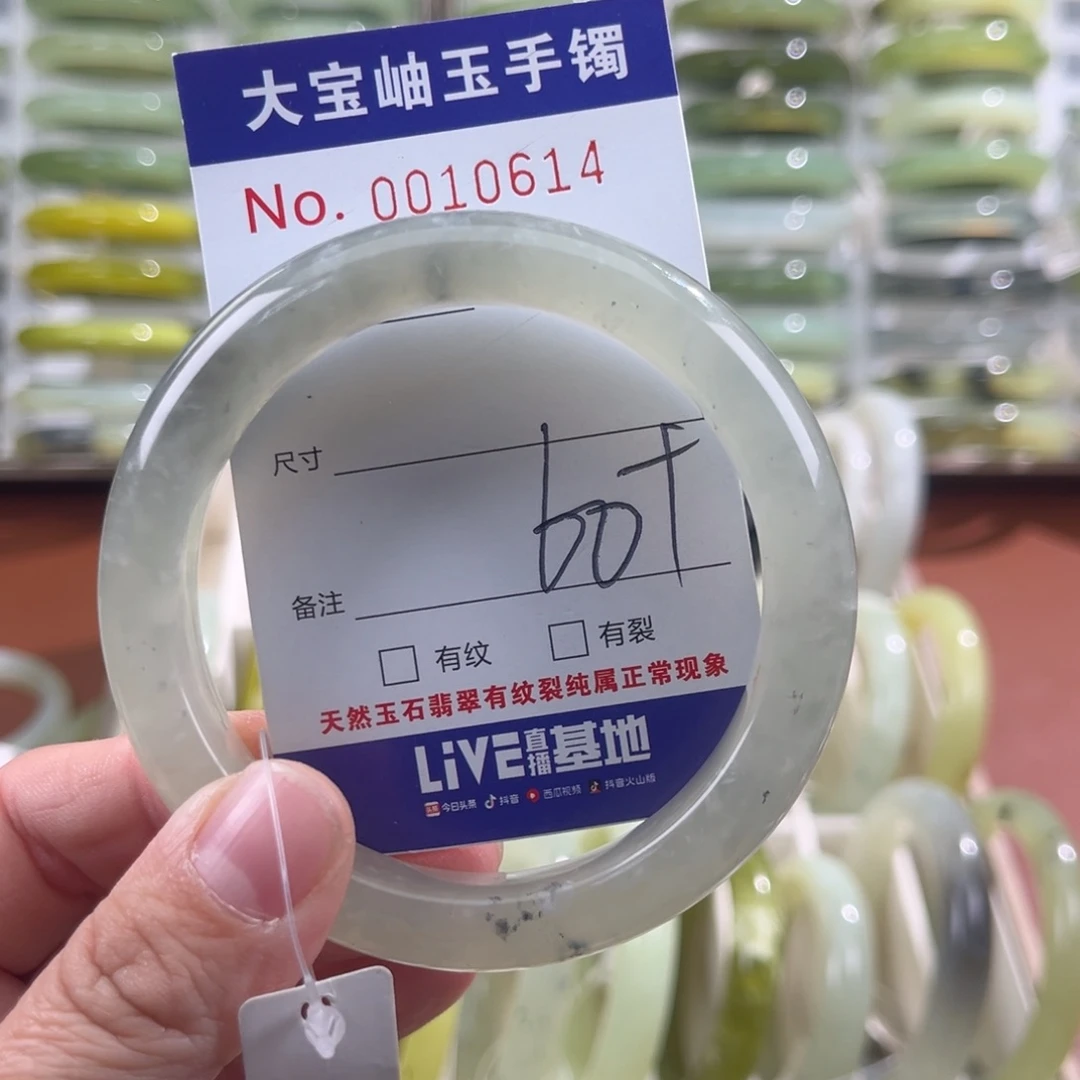 大宝岫玉手镯
No. 0010614
尺寸
60T
备注
□ 有纹 □ 有裂
天然玉石翡翠有纹裂纯属正常现象
LiVE直播基地
今日头条 抖音 西瓜视频 抖音火山版